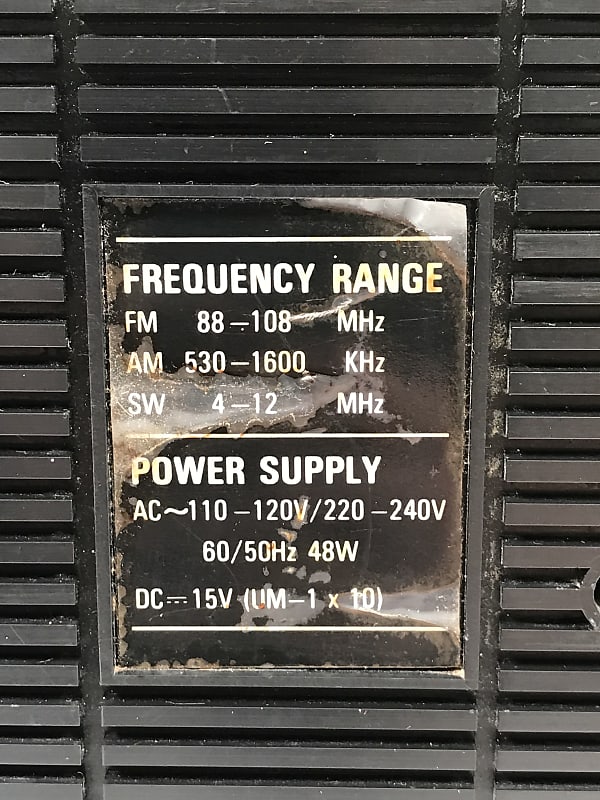 FREQUENCY RANGE
FM 88–108 MHz
AM 530–1600 KHz
SW 4–12 MHz
POWER SUPPLY
AC～110–120V/220–240V
60/50Hz 48W
DC⎓15V (UM–1 x 10)